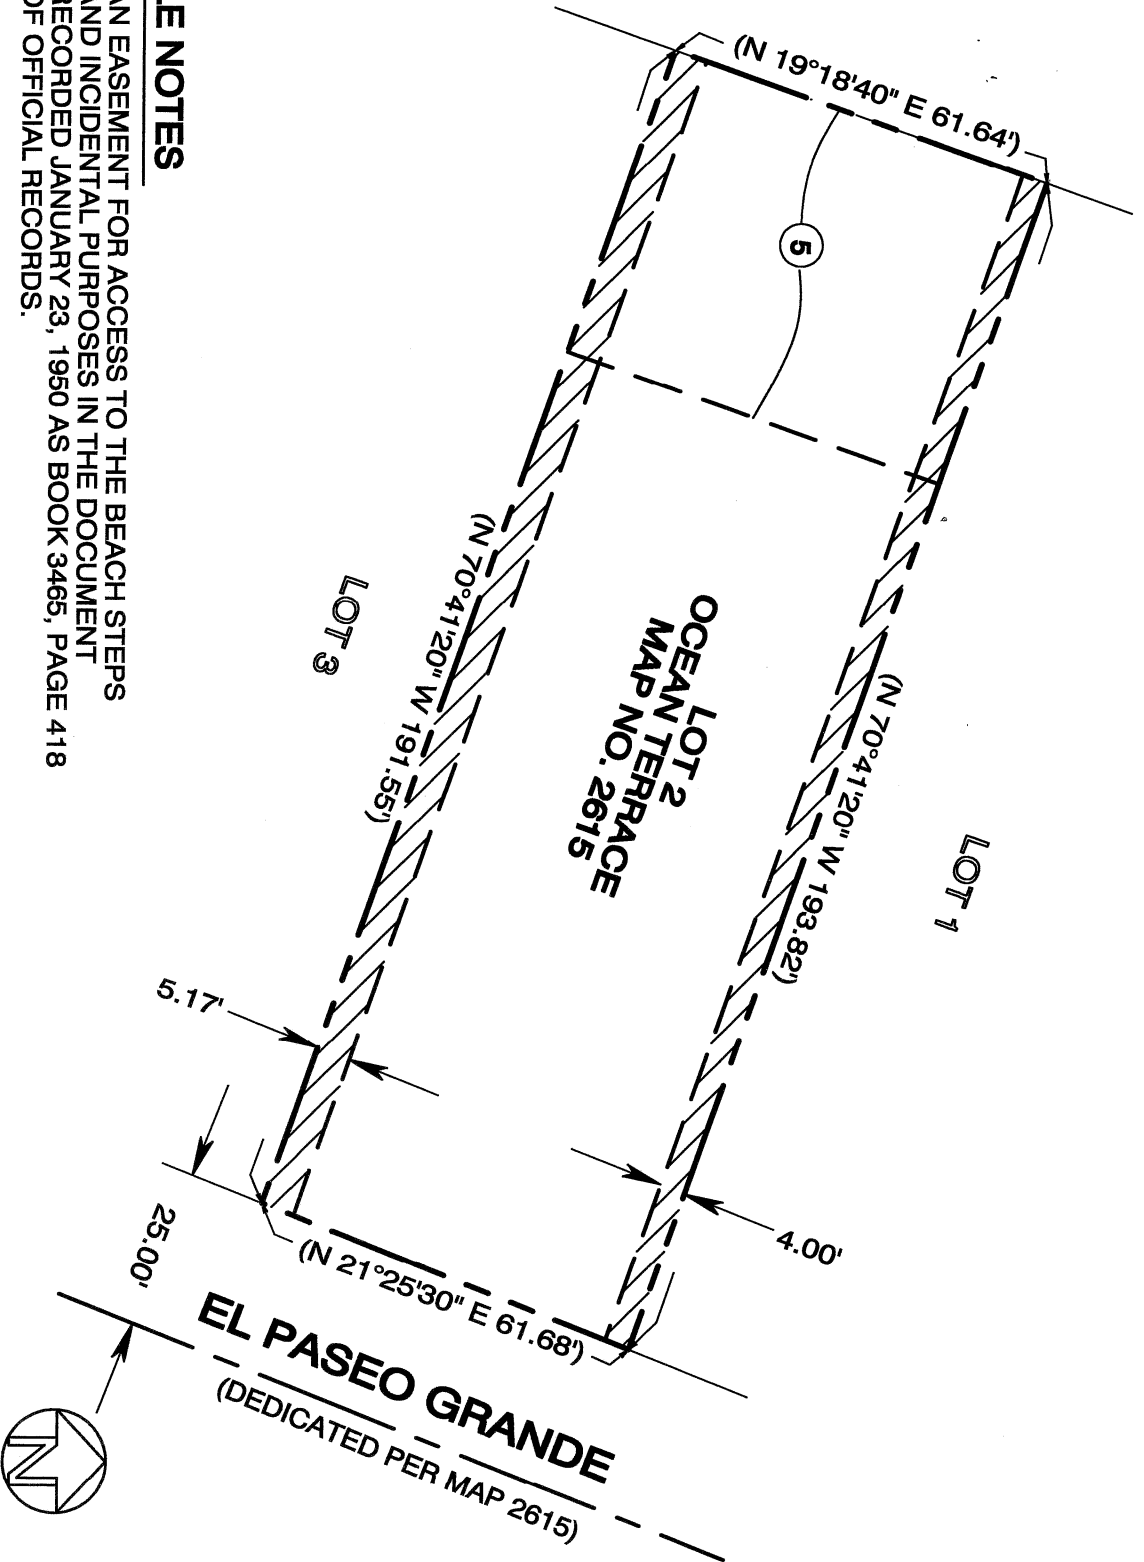 (N 19°18'40" E 61.64')
5
LOT 1
(N 70°41'20" W 193.82')
LOT 2
OCEAN TERRACE
MAP NO. 2615
(N 70°41'20" W 191.55')
LOT 3
5.17'
4.00'
25.00'
(N 21°25'30" E 61.68')
EL PASEO GRANDE
(DEDICATED PER MAP 2615)
N
LE NOTES
AN EASEMENT FOR ACCESS TO THE BEACH STEPS
AND INCIDENTAL PURPOSES IN THE DOCUMENT
RECORDED JANUARY 23, 1950 AS BOOK 3465, PAGE 418
OF OFFICIAL RECORDS.